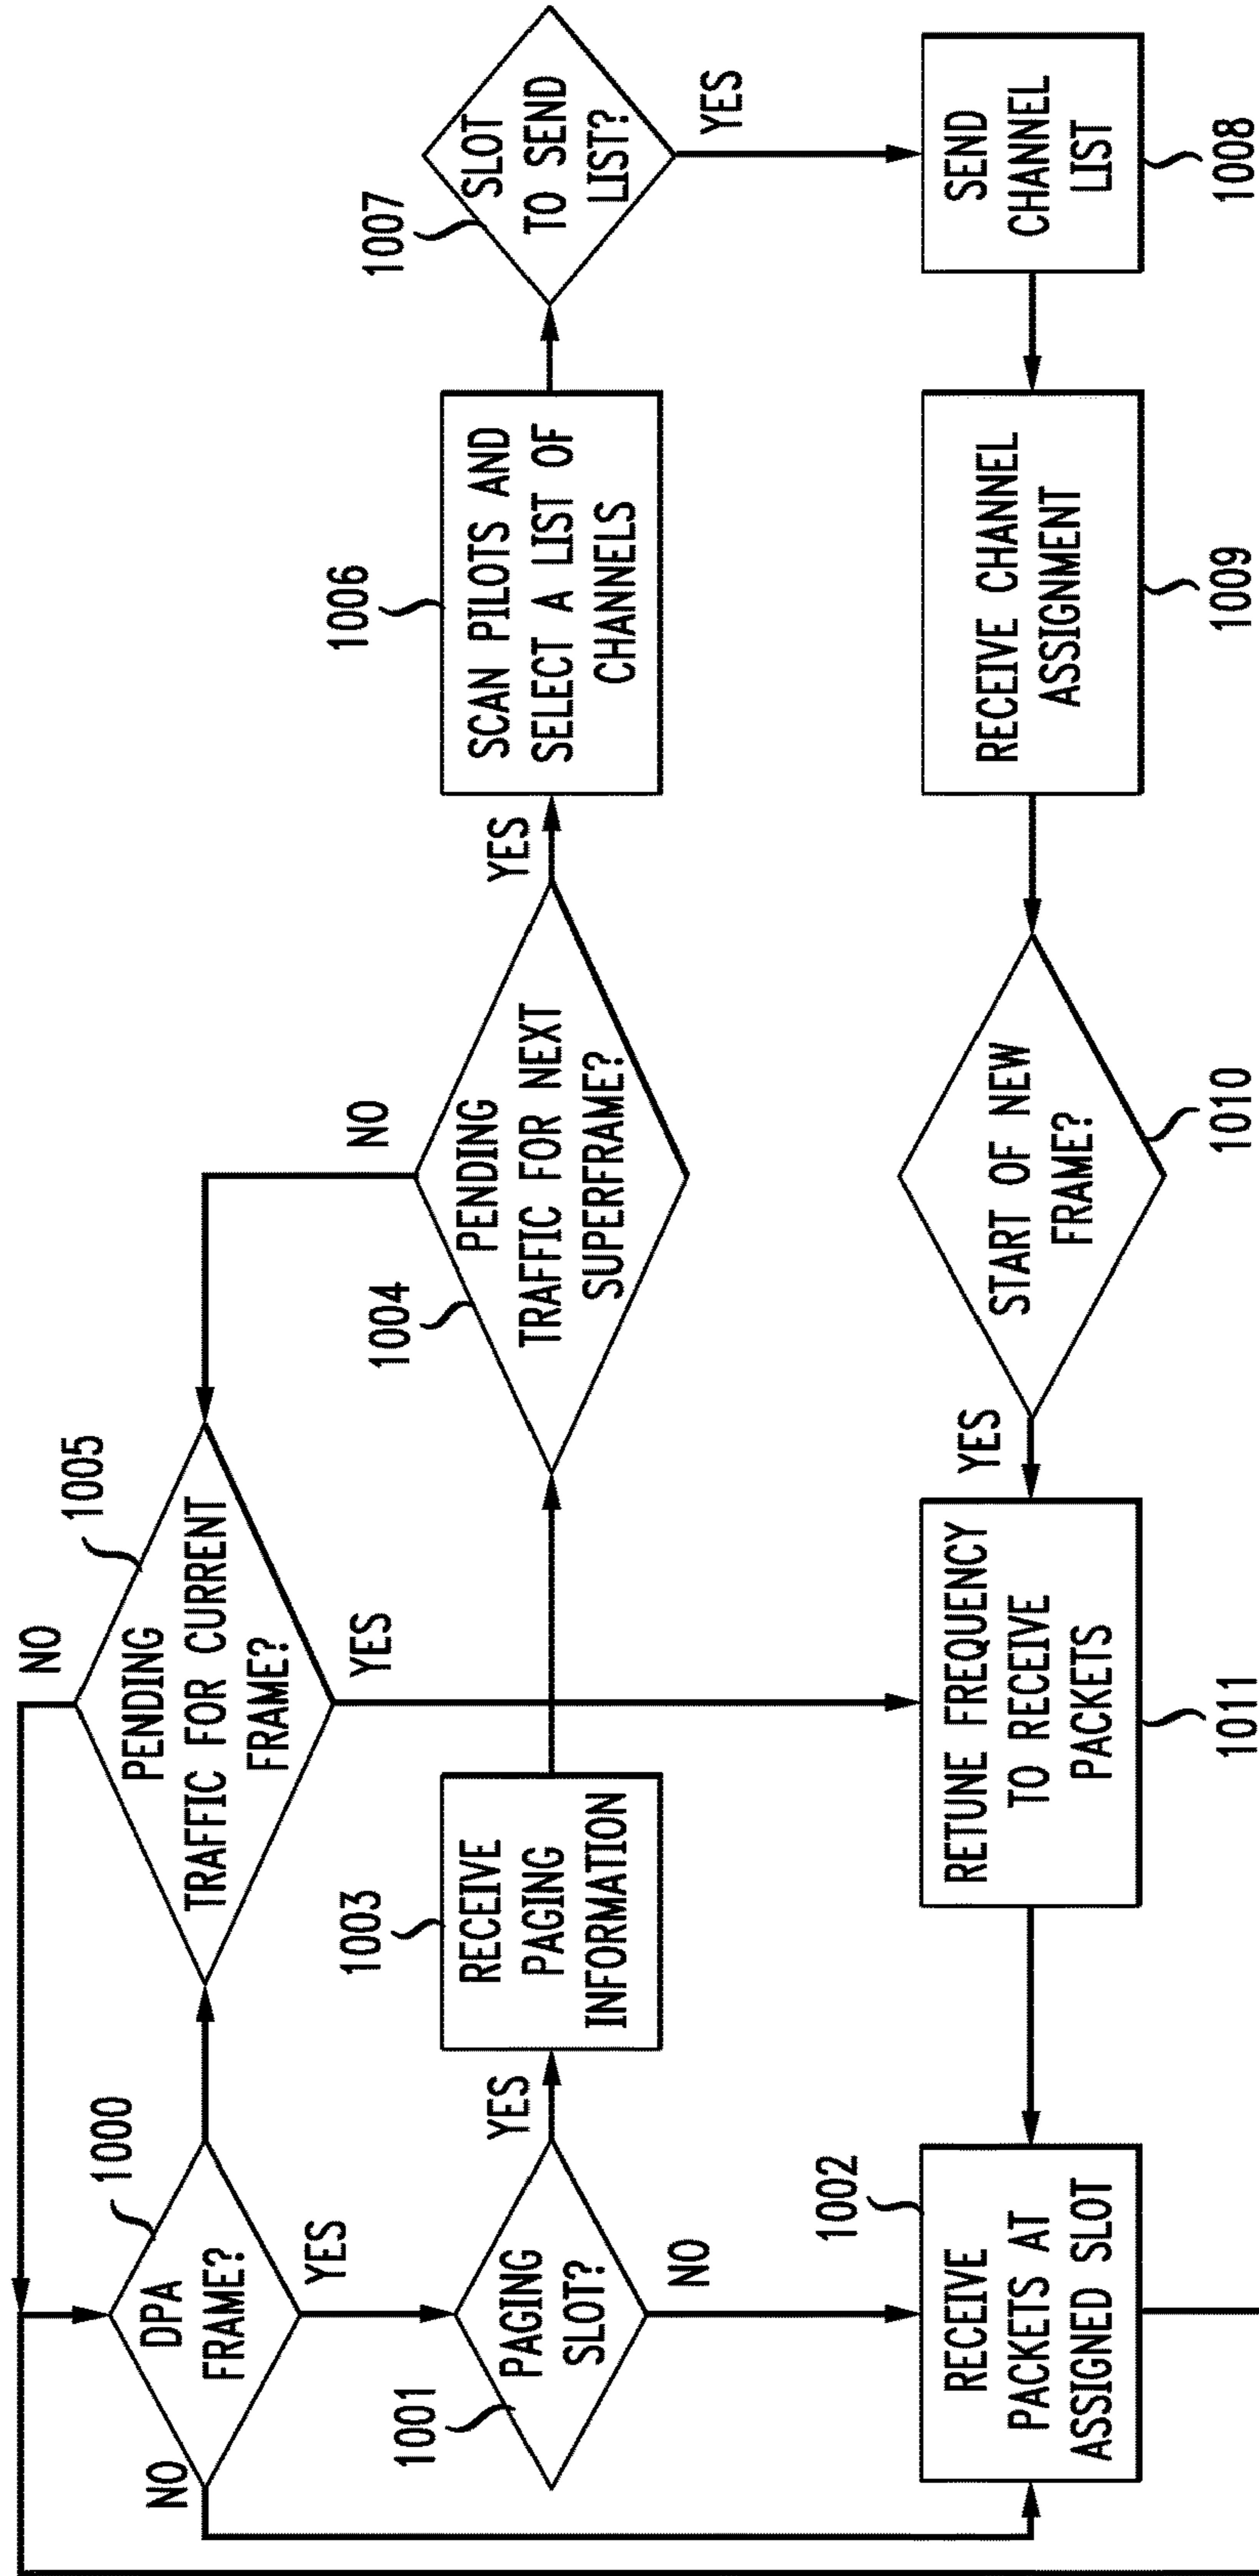 1000
DPA
FRAME?
NO
YES
1005
PENDING
TRAFFIC FOR CURRENT
FRAME?
NO
YES
1001
PAGING
SLOT?
YES
NO
1003
RECEIVE
PAGING
INFORMATION
1004
PENDING
TRAFFIC FOR NEXT
SUPERFRAME?
NO
YES
1006
SCAN PILOTS AND
SELECT A LIST OF
CHANNELS
1007
SLOT
TO SEND
LIST?
YES
1002
RECEIVE
PACKETS AT
ASSIGNED SLOT
RETUNE FREQUENCY
TO RECEIVE
PACKETS
1011
YES
START OF NEW
FRAME?
1010
RECEIVE CHANNEL
ASSIGNMENT
1009
SEND
CHANNEL
LIST
1008